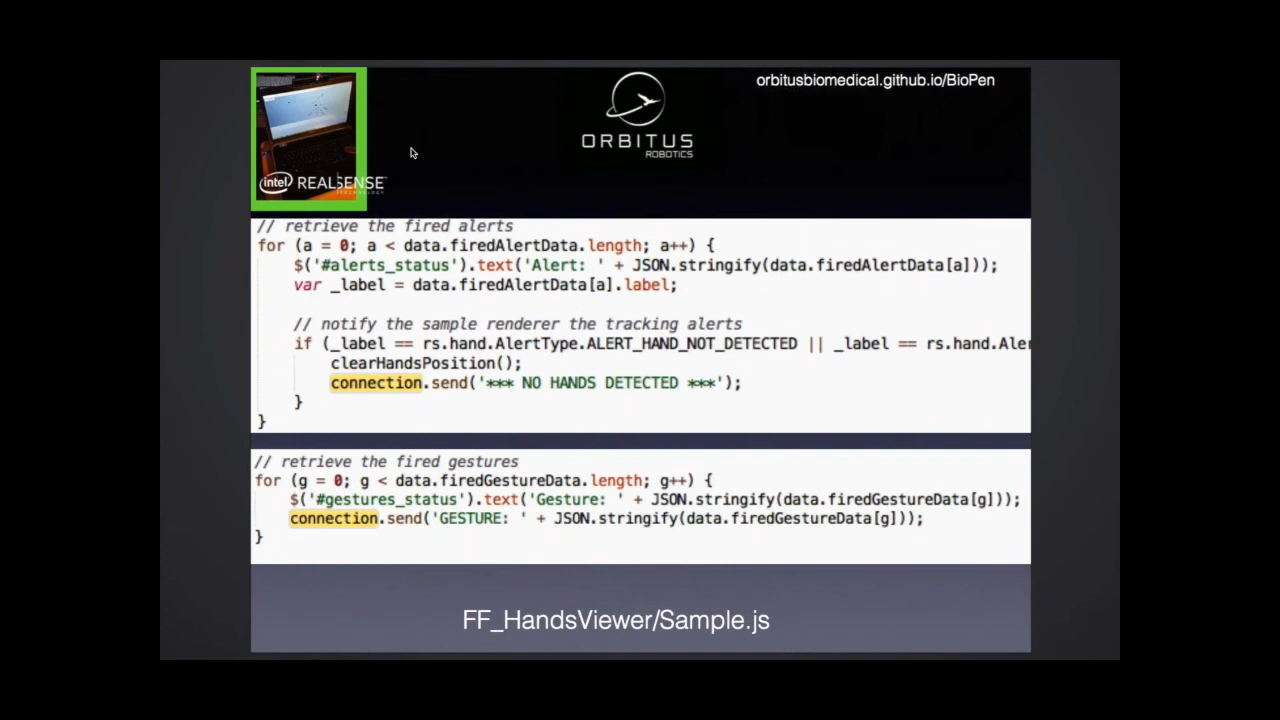 orbitusbiomedical.github.io/BioPen
ORBITUS
ROBOTICS
intel REALSENSE
TECHNOLOGY
// retrieve the fired alerts
for (a = 0; a < data.firedAlertData.length; a++) {
$('#alerts_status').text('Alert: ' + JSON.stringify(data.firedAlertData[a]));
var _label = data.firedAlertData[a].label;
// notify the sample renderer the tracking alerts
if (_label == rs.hand.AlertType.ALERT_HAND_NOT_DETECTED || _label == rs.hand.Aler
clearHandsPosition();
connection.send('*** NO HANDS DETECTED ***');
}
}
// retrieve the fired gestures
for (g = 0; g < data.firedGestureData.length; g++) {
$('#gestures_status').text('Gesture: ' + JSON.stringify(data.firedGestureData[g]));
connection.send('GESTURE: ' + JSON.stringify(data.firedGestureData[g]));
}
FF_HandsViewer/Sample.js